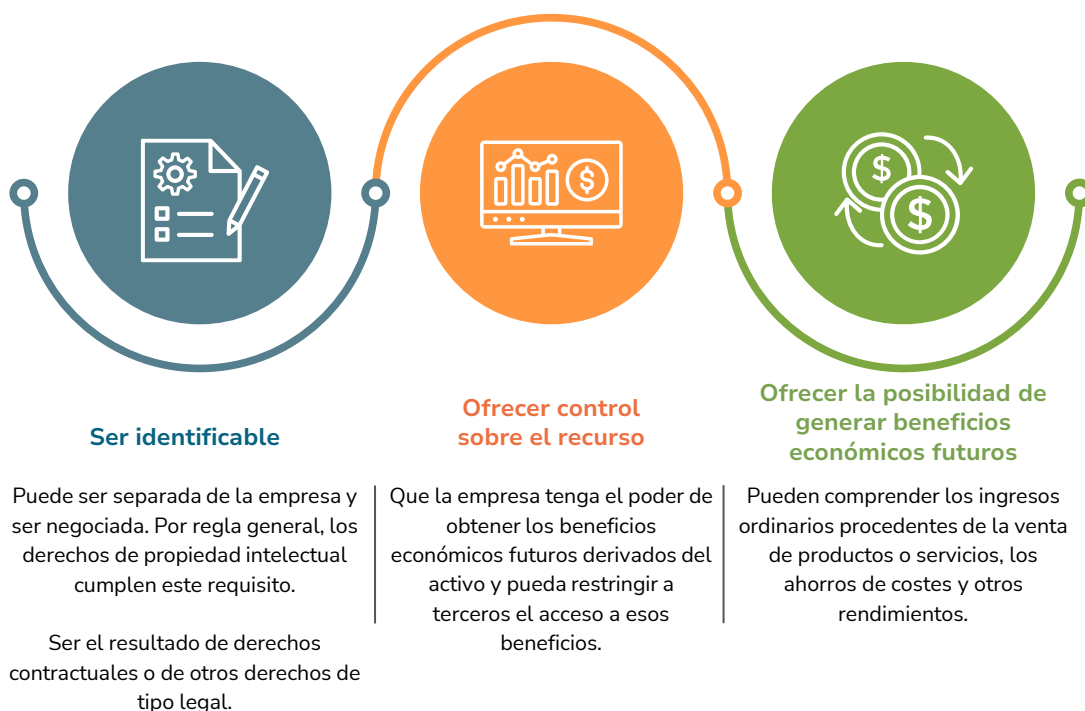 $
$
$
Ser identificable
Puede ser separada de la empresa y
ser negociada. Por regla general, los
derechos de propiedad intelectual
cumplen este requisito.
Ser el resultado de derechos
contractuales o de otros derechos de
tipo legal.
Ofrecer control
sobre el recurso
Que la empresa tenga el poder de
obtener los beneficios
económicos futuros derivados del
activo y pueda restringir a
terceros el acceso a esos
beneficios.
Ofrecer la posibilidad de
generar beneficios
económicos futuros
Pueden comprender los ingresos
ordinarios procedentes de la venta
de productos o servicios, los
ahorros de costes y otros
rendimientos.